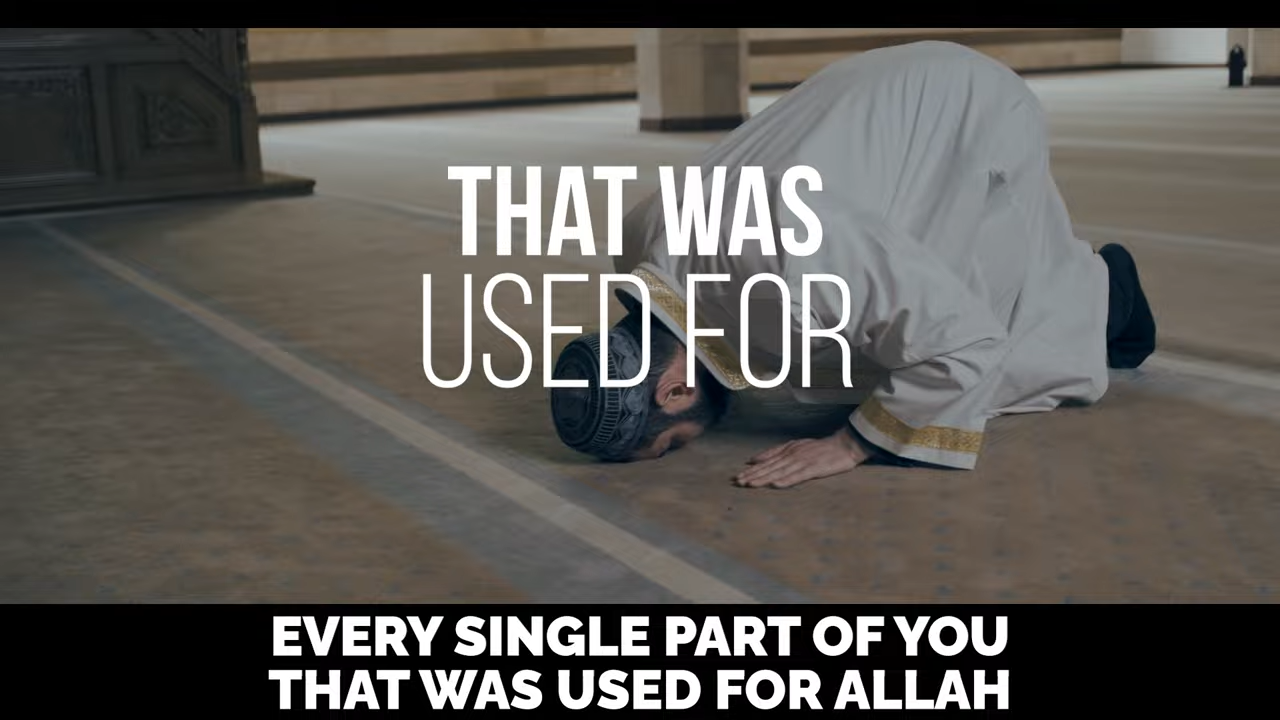 THAT WAS
USED FOR
EVERY SINGLE PART OF YOU
THAT WAS USED FOR ALLAH